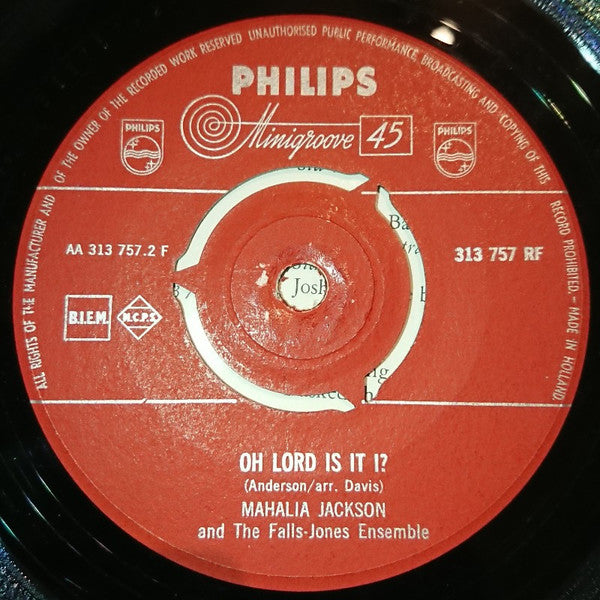 ALL RIGHTS OF THE MANUFACTURER AND OF THE OWNER OF THE RECORDED WORK RESERVED UNAUTHORISED PUBLIC PERFORMANCE, BROADCASTING AND COPYING OF THIS RECORD PROHIBITED - MADE IN HOLLAND
PHILIPS
Minigroove 45
PHILIPS
PHILIPS
AA 313 757.2 F
313 757 RF
B.I.E.M.
M.C.P.S.
Josh
OH LORD IS IT I?
(Anderson/arr. Davis)
MAHALIA JACKSON
and The Falls-Jones Ensemble